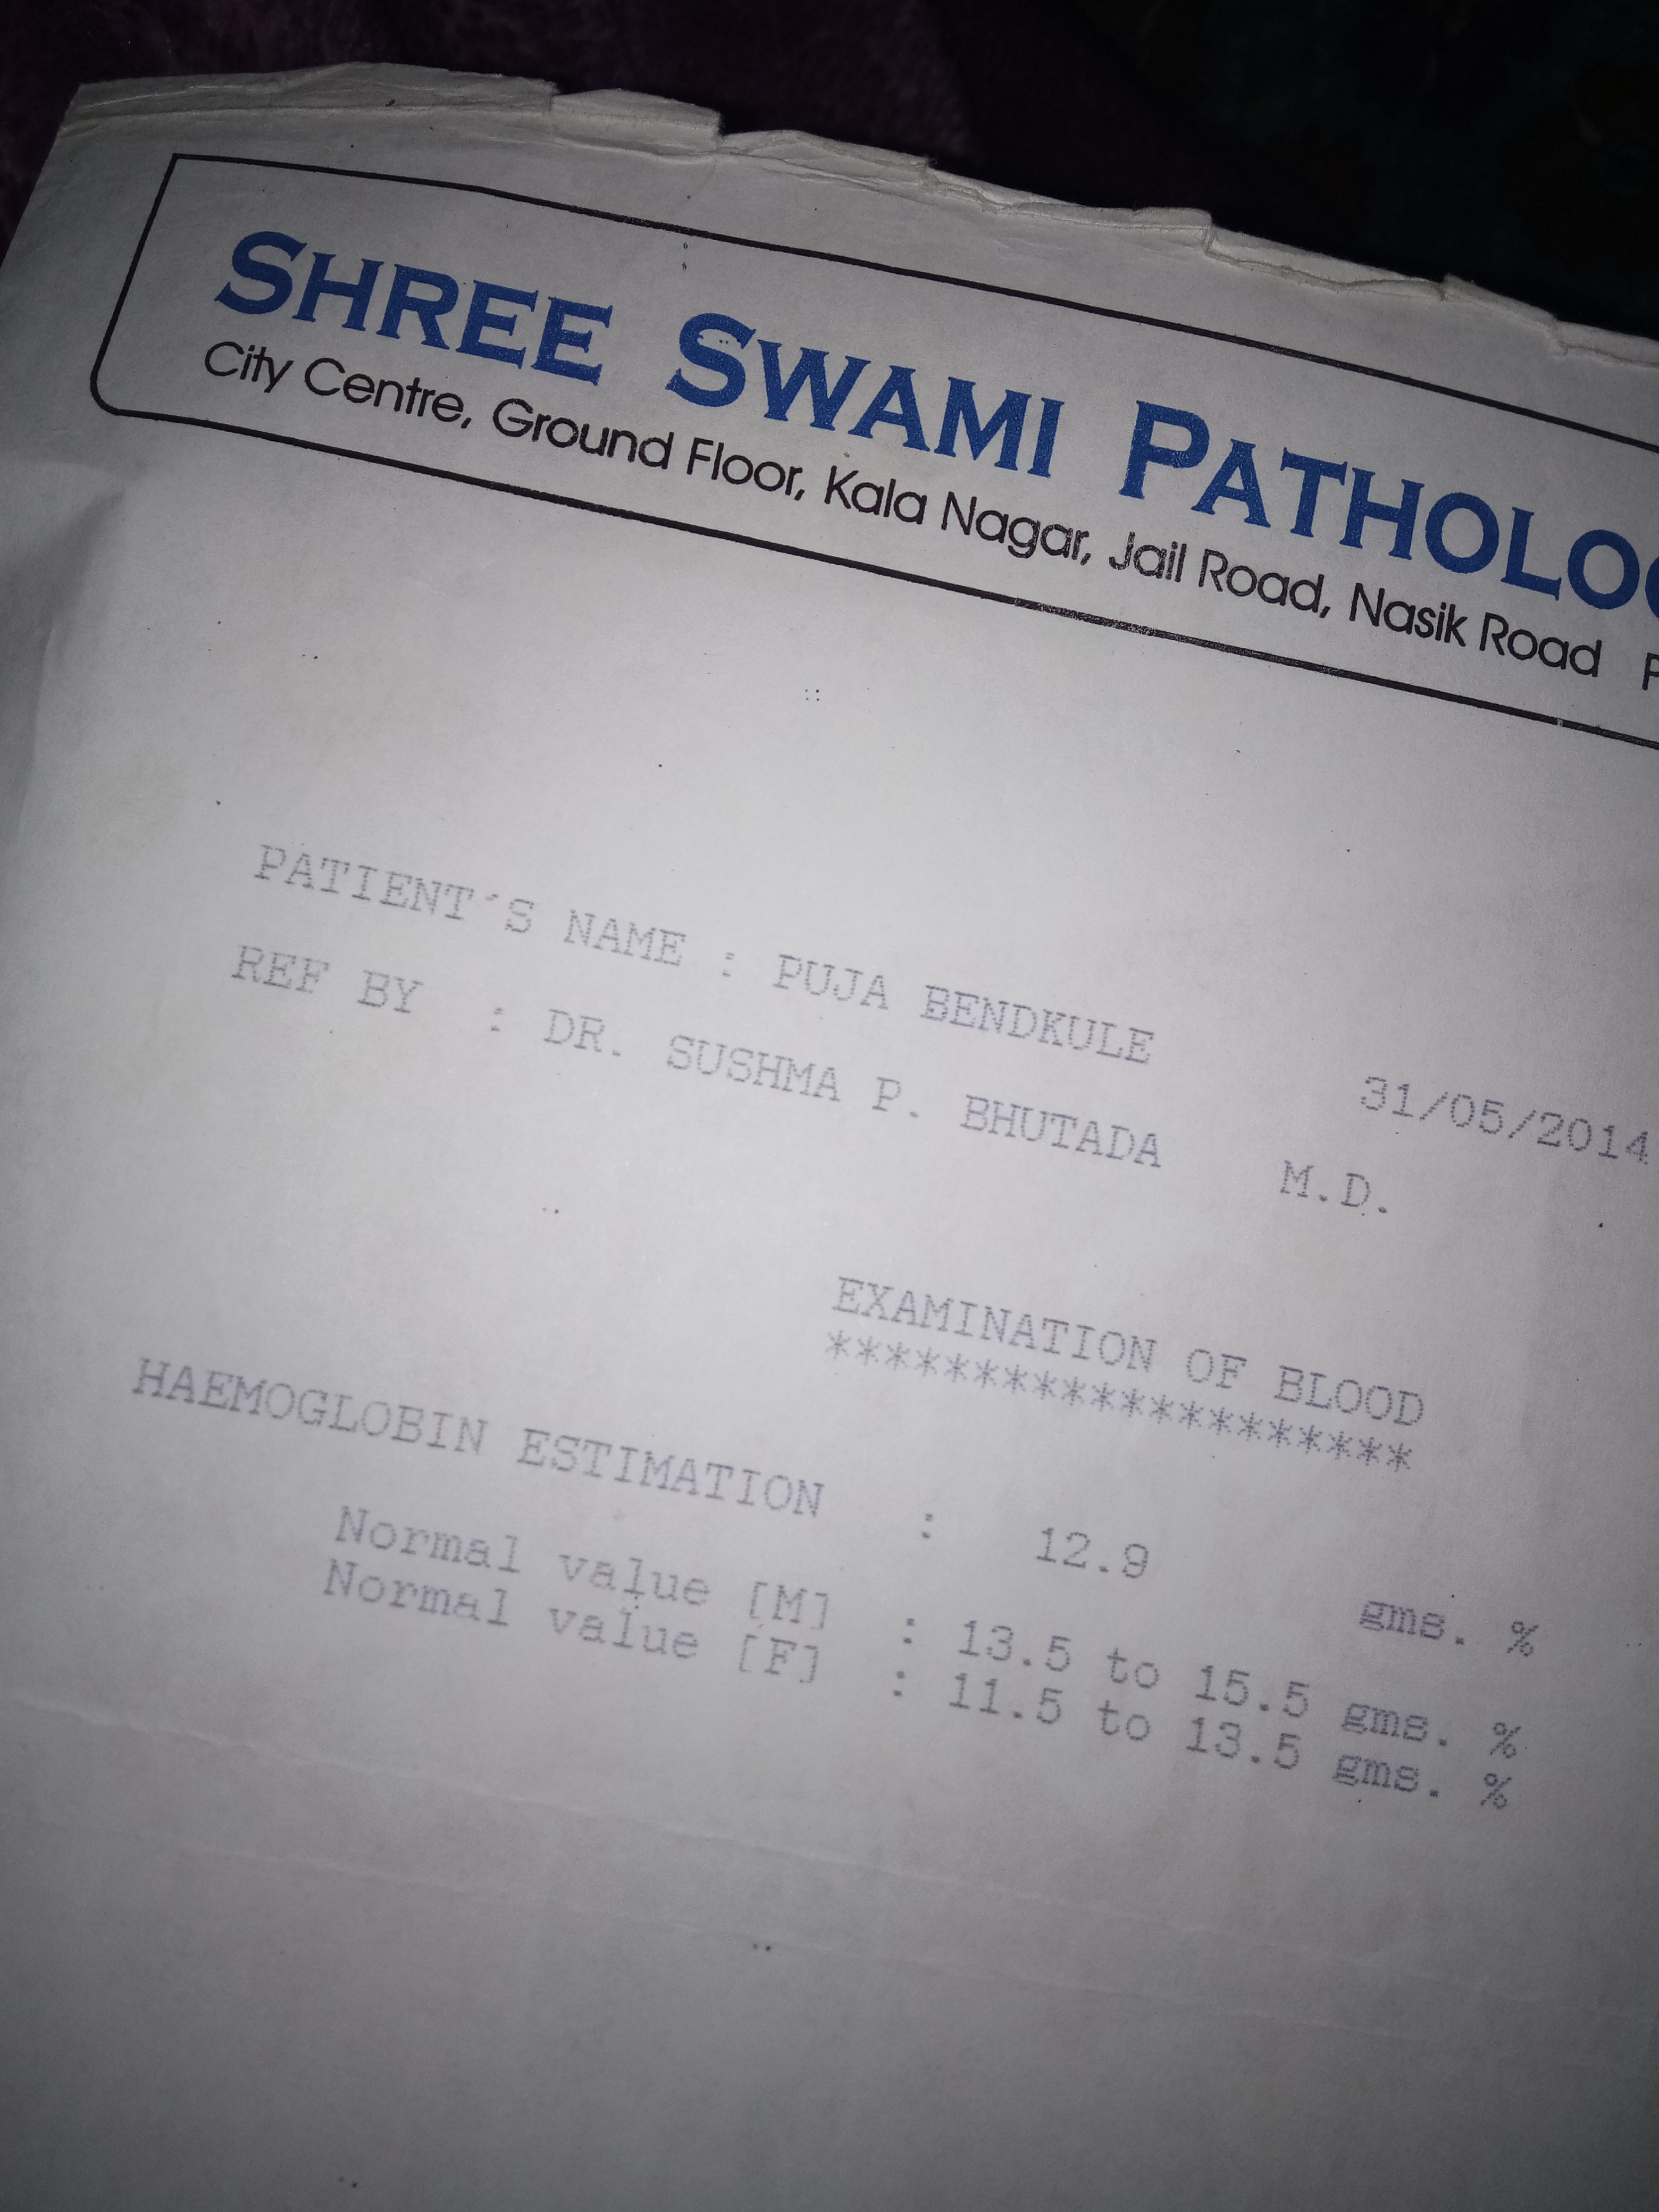 SHREE SWAMI PATHOLOG
City Centre, Ground Floor, Kala Nagar, Jail Road, Nasik Road P
PATIENT´S NAME : PUJA BENDKULE 31/05/2014
REF BY : DR. SUSHMA P. BHUTADA M.D.
EXAMINATION OF BLOOD
********************
HAEMOGLOBIN ESTIMATION : 12.9 gms. %
Normal value [M] : 13.5 to 15.5 gms. %
Normal value [F] : 11.5 to 13.5 gms. %